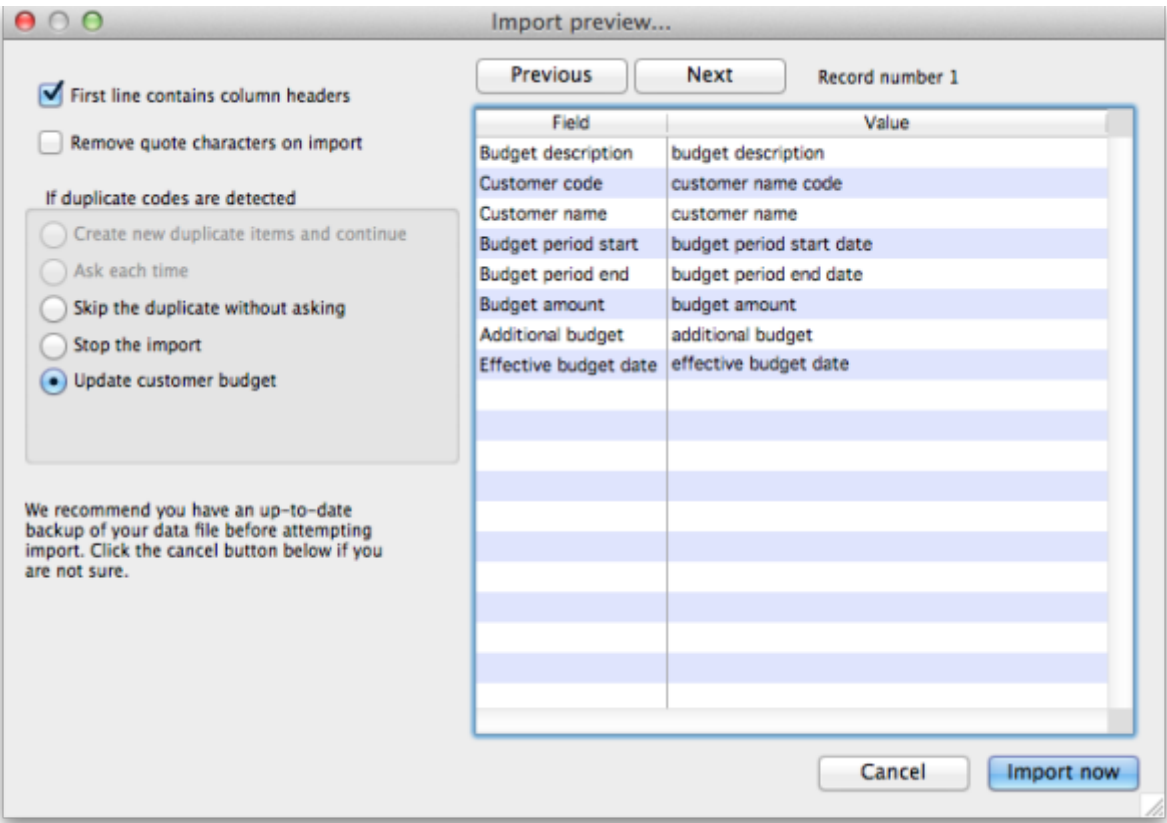 Import preview...
First line contains column headers
Remove quote characters on import
If duplicate codes are detected
Create new duplicate items and continue
Ask each time
Skip the duplicate without asking
Stop the import
Update customer budget
We recommend you have an up-to-date
backup of your data file before attempting
import. Click the cancel button below if you
are not sure.
Previous Next Record number 1
Field Value
Budget description budget description
Customer code customer name code
Customer name customer name
Budget period start budget period start date
Budget period end budget period end date
Budget amount budget amount
Additional budget additional budget
Effective budget date effective budget date
Cancel Import now